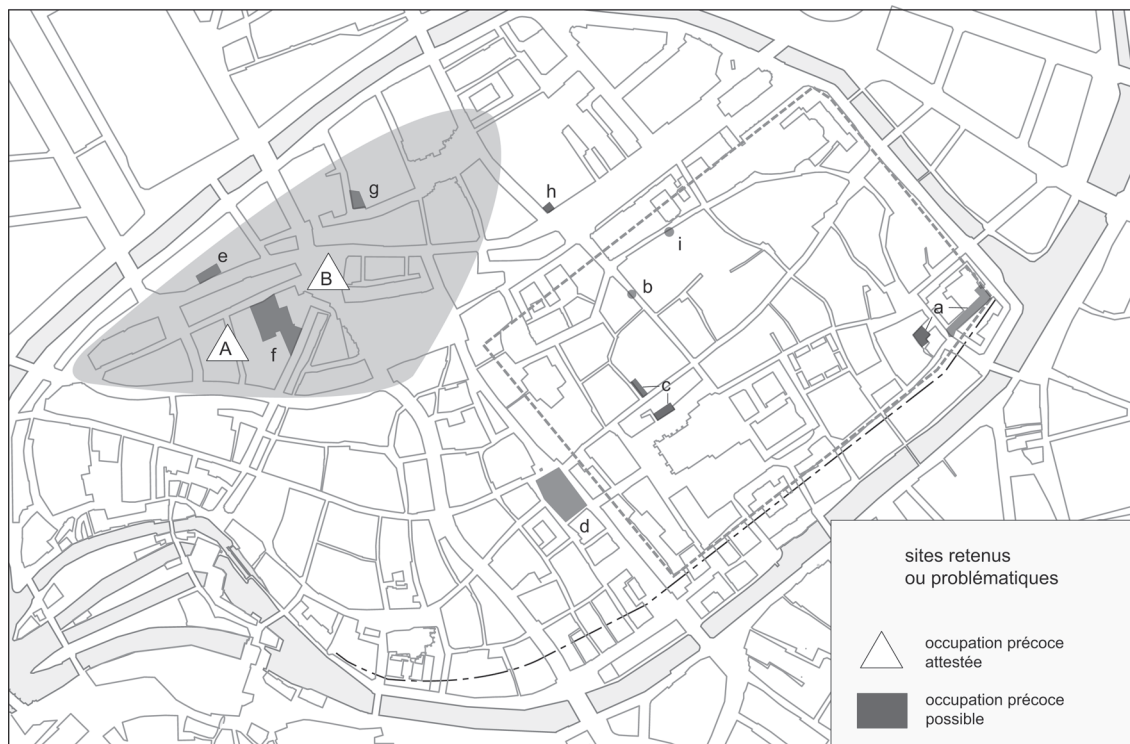 g
h
i
e
B
b
a
A
f
c
d
sites retenus
ou problématiques
occupation précoce
attestée
occupation précoce
possible